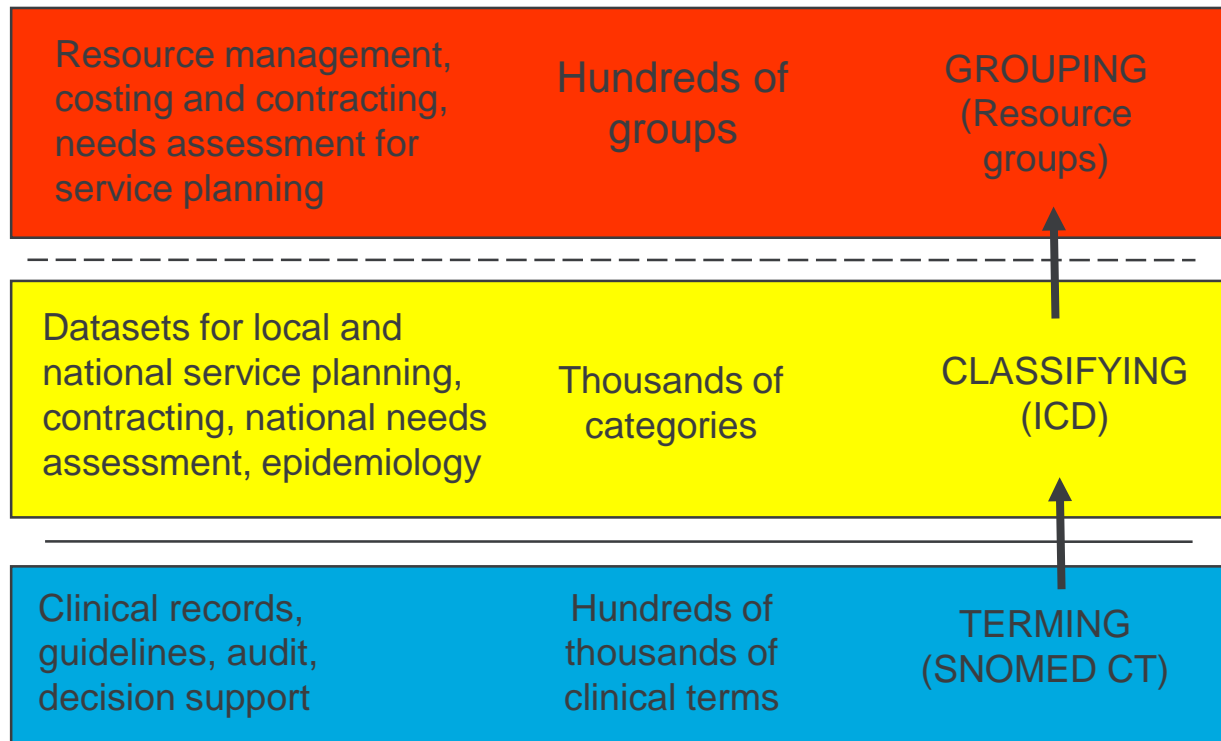 Resource management,
costing and contracting,
needs assessment for
service planning
Hundreds of
groups
GROUPING
(Resource
groups)
Datasets for local and
national service planning,
contracting, national needs
assessment, epidemiology
Thousands of
categories
CLASSIFYING
(ICD)
Clinical records,
guidelines, audit,
decision support
Hundreds of
thousands of
clinical terms
TERMING
(SNOMED CT)